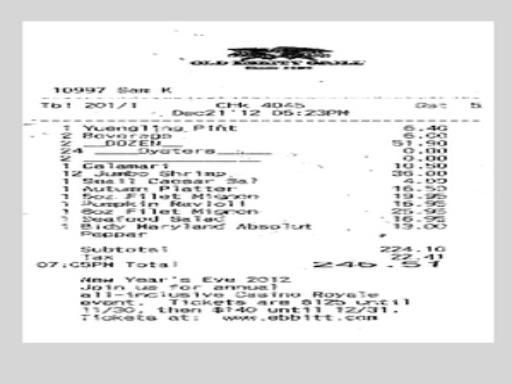 OLD EBBITT GRILL
10997 Sam K
Tbl 201/1 Chk 4045 Gst 5
Dec21'12 05:23PM
1 Yuengling Pint 6.40
2 Beverage 6.00
2 __DOZEN__ 51.90
24 __Oysters__ 0.00
2 0.00
1 Calamari 10.50
12 Jumbo Shrimp 36.00
1 Small Caesar Sal 4.00
1 Autumn Platter 16.50
1 5oz Filet Mignon 19.95
1 Pumpkin Ravioli 16.95
1 8oz Filet Mignon 25.95
1 Seafood Salad 16.95
1 Bldy Maryland Absolut 13.00
Peppar
Subtotal 224.10
Tax 22.41
07:05PM Total 246.51
New Year's Eve 2012
Join us for annual
all-inclusive Casino Royale
event. Tickets are $125 until
11/30, then $140 until 12/31.
Tickets at: www.ebbitt.com